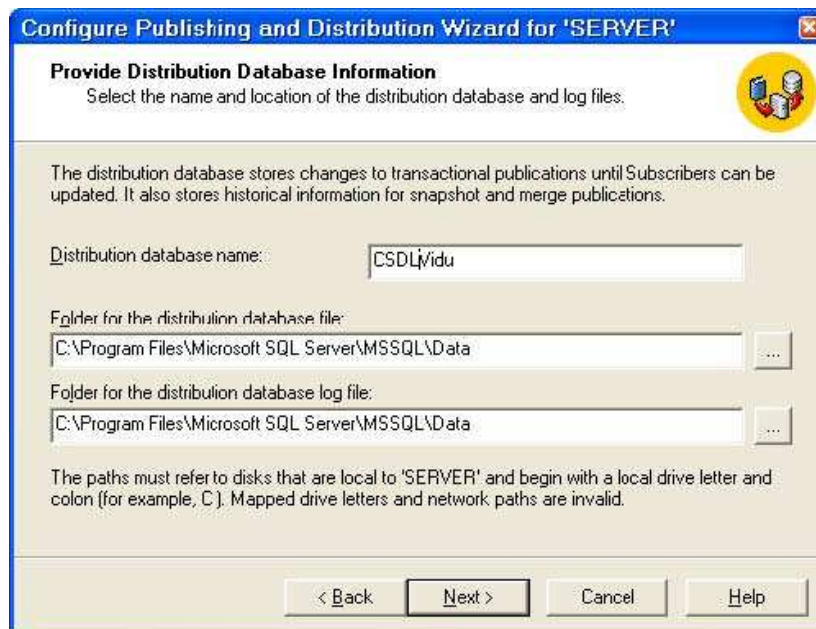 Configure Publishing and Distribution Wizard for 'SERVER'
Provide Distribution Database Information
Select the name and location of the distribution database and log files.
The distribution database stores changes to transactional publications until Subscribers can be
updated. It also stores historical information for snapshot and merge publications.
Distribution database name:
CSDLVidu
Folder for the distribution database file:
C:\Program Files\Microsoft SQL Server\MSSQL\Data
...
Folder for the distribution database log file:
C:\Program Files\Microsoft SQL Server\MSSQL\Data
...
The paths must refer to disks that are local to 'SERVER' and begin with a local drive letter and
colon (for example, C:). Mapped drive letters and network paths are invalid.
< Back
Next >
Cancel
Help